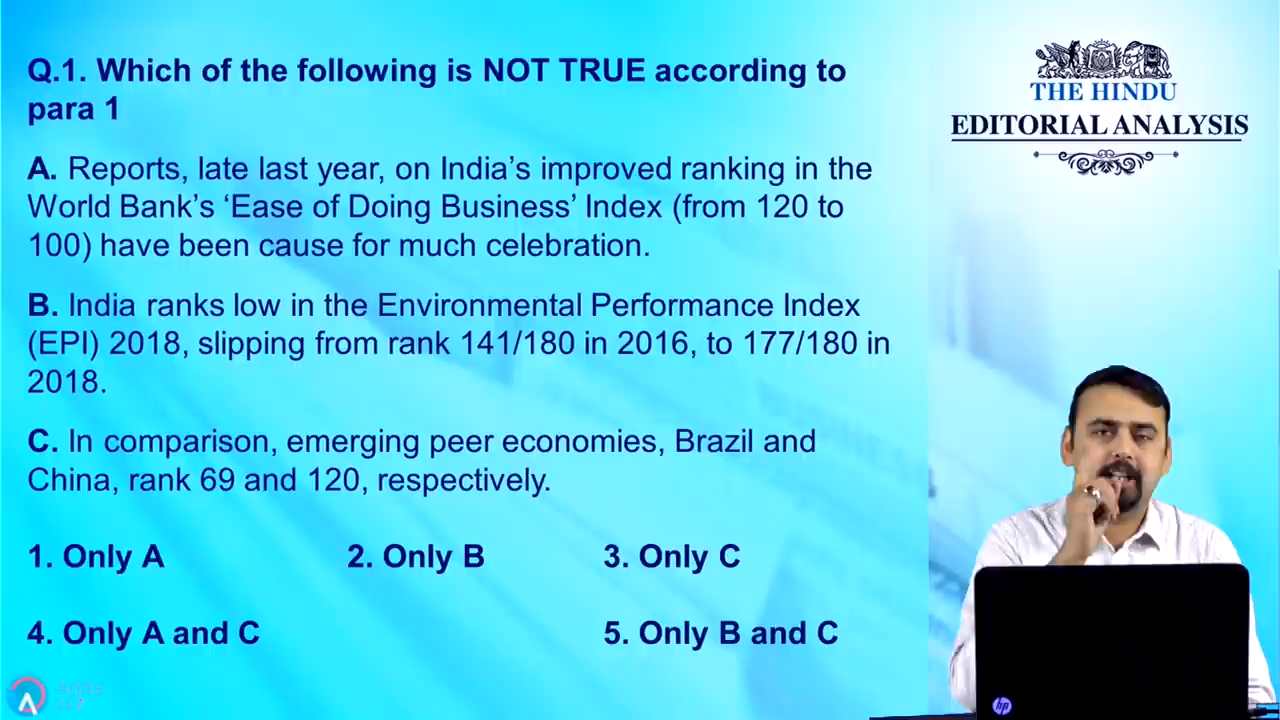 Q.1. Which of the following is NOT TRUE according to
para 1
A. Reports, late last year, on India’s improved ranking in the
World Bank’s ‘Ease of Doing Business’ Index (from 120 to
100) have been cause for much celebration.
B. India ranks low in the Environmental Performance Index
(EPI) 2018, slipping from rank 141/180 in 2016, to 177/180 in
2018.
C. In comparison, emerging peer economies, Brazil and
China, rank 69 and 120, respectively.
1. Only A 2. Only B 3. Only C
4. Only A and C 5. Only B and C
THE HINDU
EDITORIAL ANALYSIS
hp